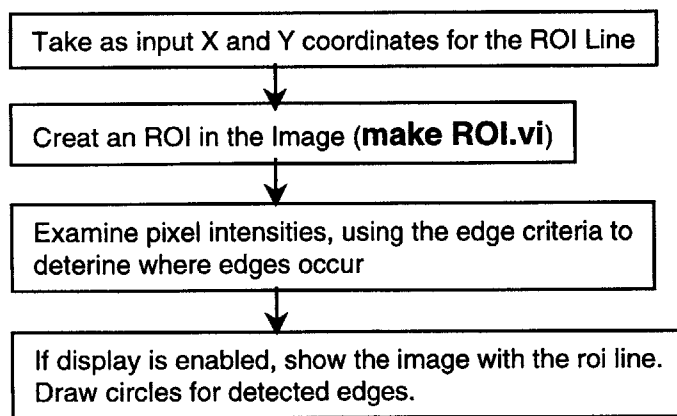 Take as input X and Y coordinates for the ROI Line
Creat an ROI in the Image (make ROI.vi)
Examine pixel intensities, using the edge criteria to
deterine where edges occur
If display is enabled, show the image with the roi line.
Draw circles for detected edges.